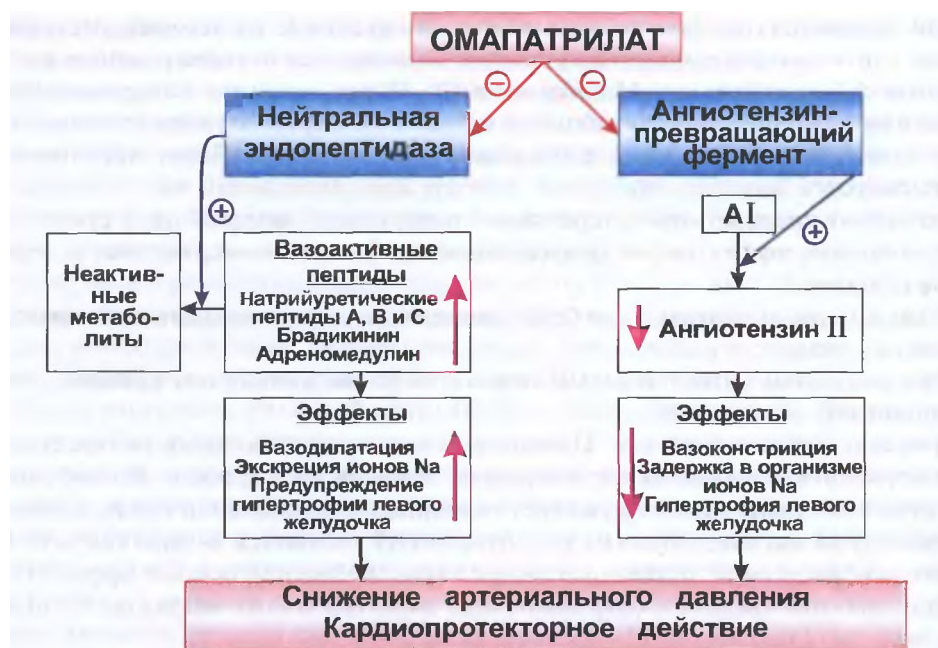 ОМАПАТРИЛАТ
Нейтральная
эндопептидаза
Ангиотензин-
превращающий
фермент
АI
Вазоактивные
пептиды
Натрийуретические
пептиды А, В и С
Брадикинин
Адреномедулин
Неактив-
ные
метабо-
литы
Ангиотензин II
Эффекты
Вазодилатация
Экскреция ионов Na
Предупреждение
гипертрофии левого
желудочка
Эффекты
Вазоконстрикция
Задержка в организме
ионов Na
Гипертрофия левого
желудочка
Снижение артериального давления
Кардиопротекторное действие